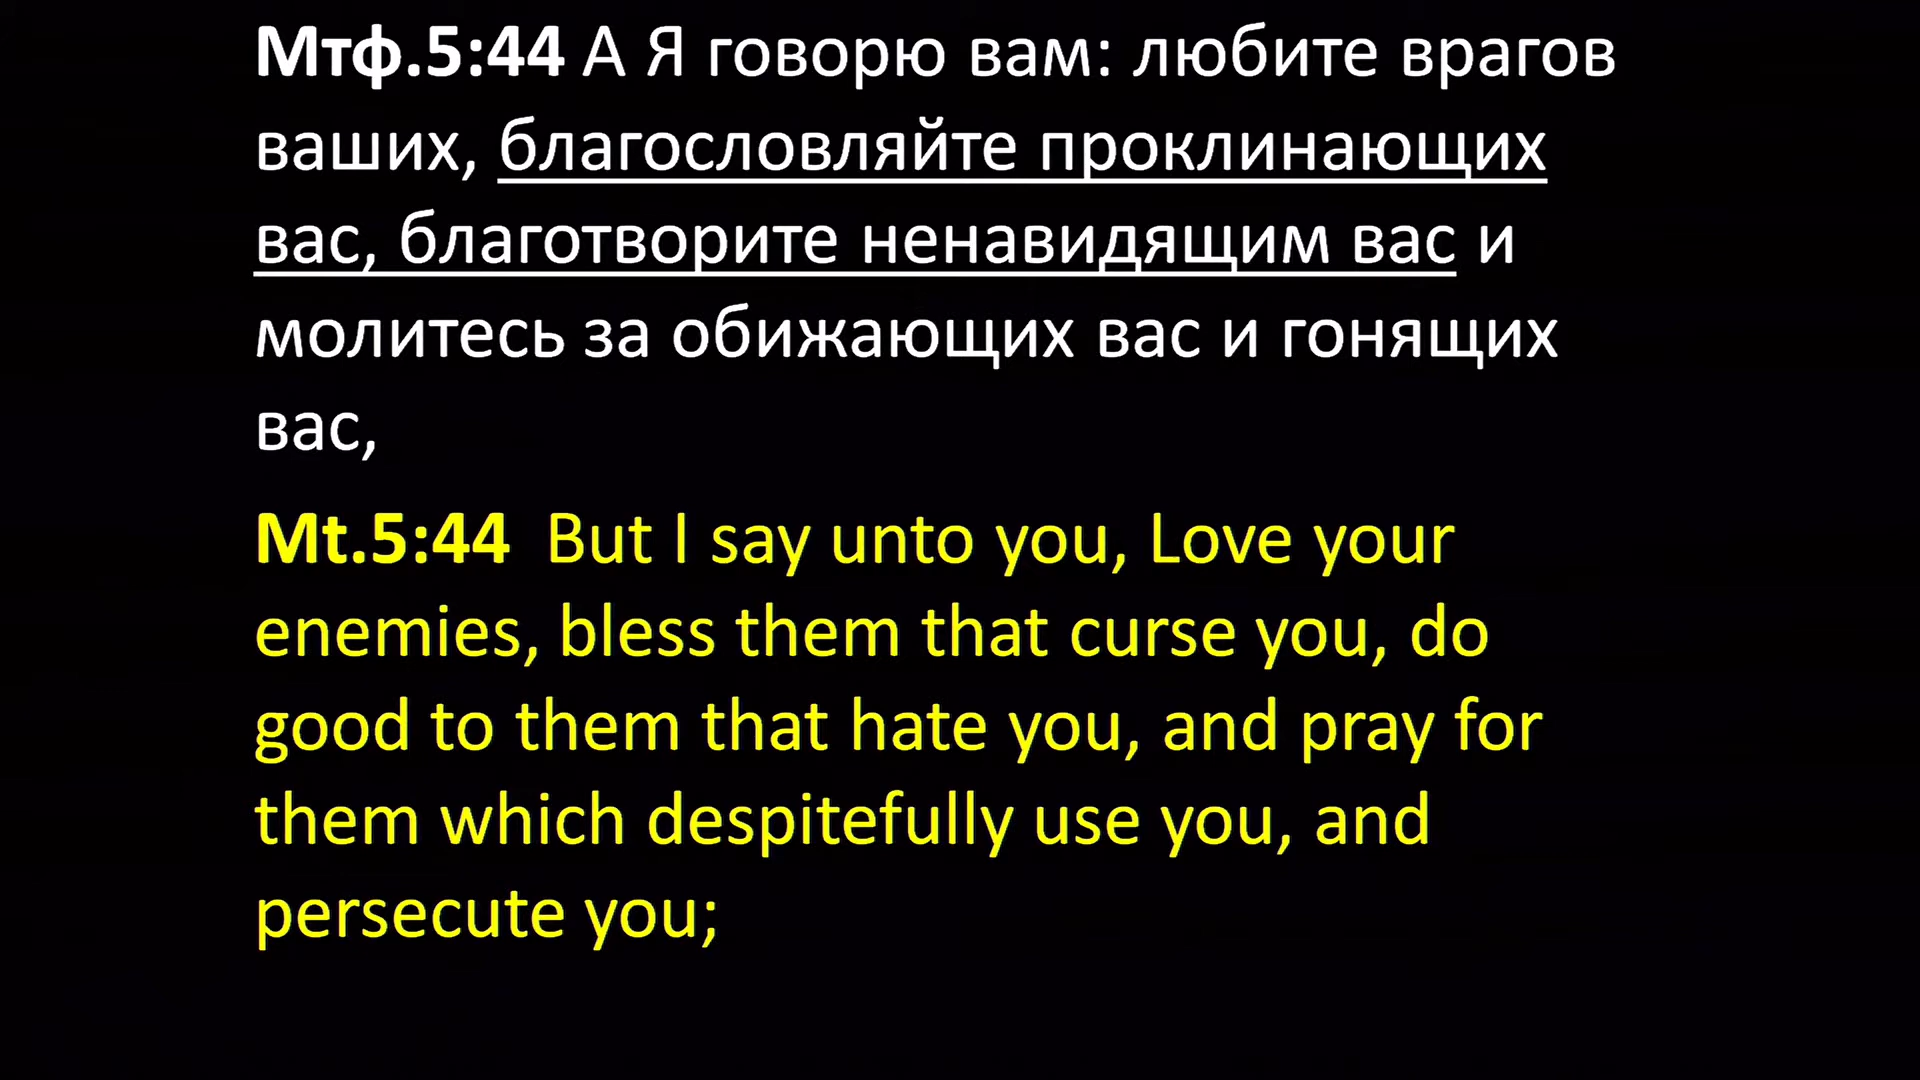 Мтф.5:44 А Я говорю вам: любите врагов
ваших, благословляйте проклинающих
вас, благотворите ненавидящим вас и
молитесь за обижающих вас и гонящих
вас,
Mt.5:44 But I say unto you, Love your
enemies, bless them that curse you, do
good to them that hate you, and pray for
them which despitefully use you, and
persecute you;